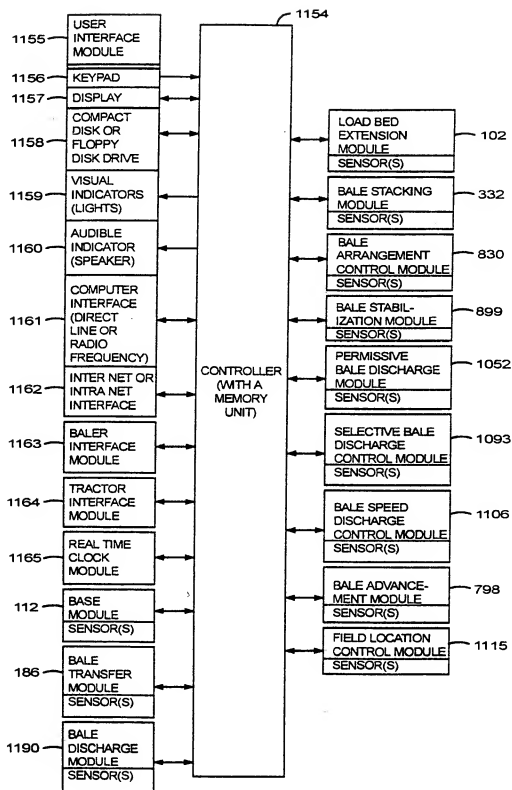 1154
1155
USER
INTERFACE
MODULE
1156
KEYPAD
1157
DISPLAY
1158
COMPACT
DISK OR
FLOPPY
DISK DRIVE
1159
VISUAL
INDICATORS
(LIGHTS)
1160
AUDIBLE
INDICATOR
(SPEAKER)
1161
COMPUTER
INTERFACE
(DIRECT
LINE OR
RADIO
FREQUENCY)
1162
INTER NET OR
INTRA NET
INTERFACE
1163
BALER
INTERFACE
MODULE
1164
TRACTOR
INTERFACE
MODULE
1165
REAL TIME
CLOCK
MODULE
112
BASE
MODULE
SENSOR(S)
186
BALE
TRANSFER
MODULE
SENSOR(S)
1190
BALE
DISCHARGE
MODULE
SENSOR(S)
CONTROLLER
(WITH A
MEMORY
UNIT)
LOAD BED
EXTENSION
MODULE
SENSOR(S)
102
BALE STACKING
MODULE
SENSOR(S)
332
BALE
ARRANGEMENT
CONTROL MODULE
SENSOR(S)
830
BALE STABIL-
IZATION MODULE
SENSOR(S)
899
PERMISSIVE
BALE DISCHARGE
MODULE
SENSOR(S)
1052
SELECTIVE BALE
DISCHARGE
CONTROL MODULE
SENSOR(S)
1093
BALE SPEED
DISCHARGE
CONTROL MODULE
SENSOR(S)
1106
BALE ADVANCE-
MENT MODULE
SENSOR(S)
798
FIELD LOCATION
CONTROL MODULE
SENSOR(S)
1115